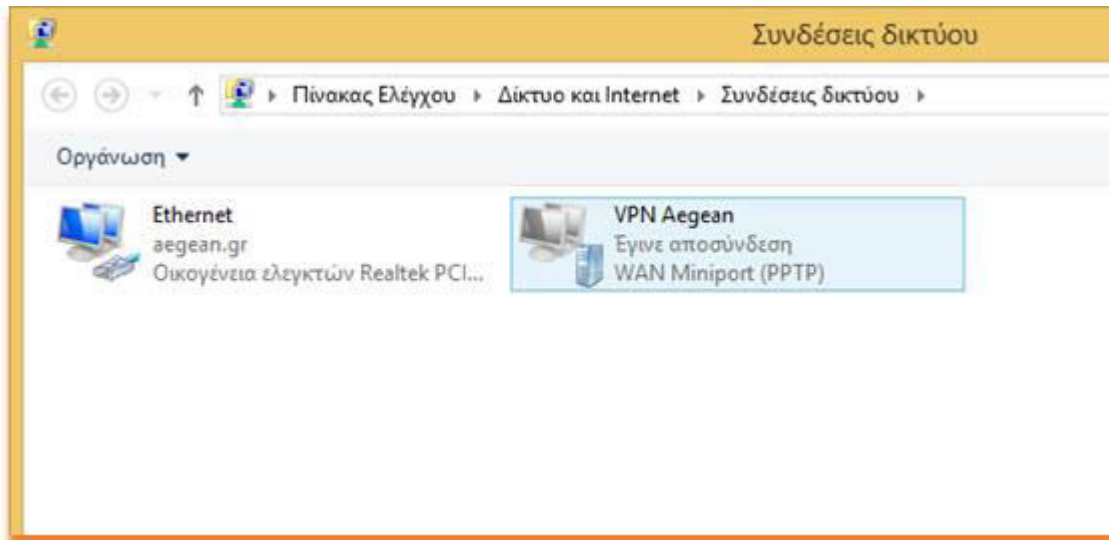 Συνδέσεις δικτύου
Πίνακας Ελέγχου Δίκτυο και Internet Συνδέσεις δικτύου
Οργάνωση
Ethernet
aegean.gr
Οικογένεια ελεγκτών Realtek PCI...
VPN Aegean
Έγινε αποσύνδεση
WAN Miniport (PPTP)